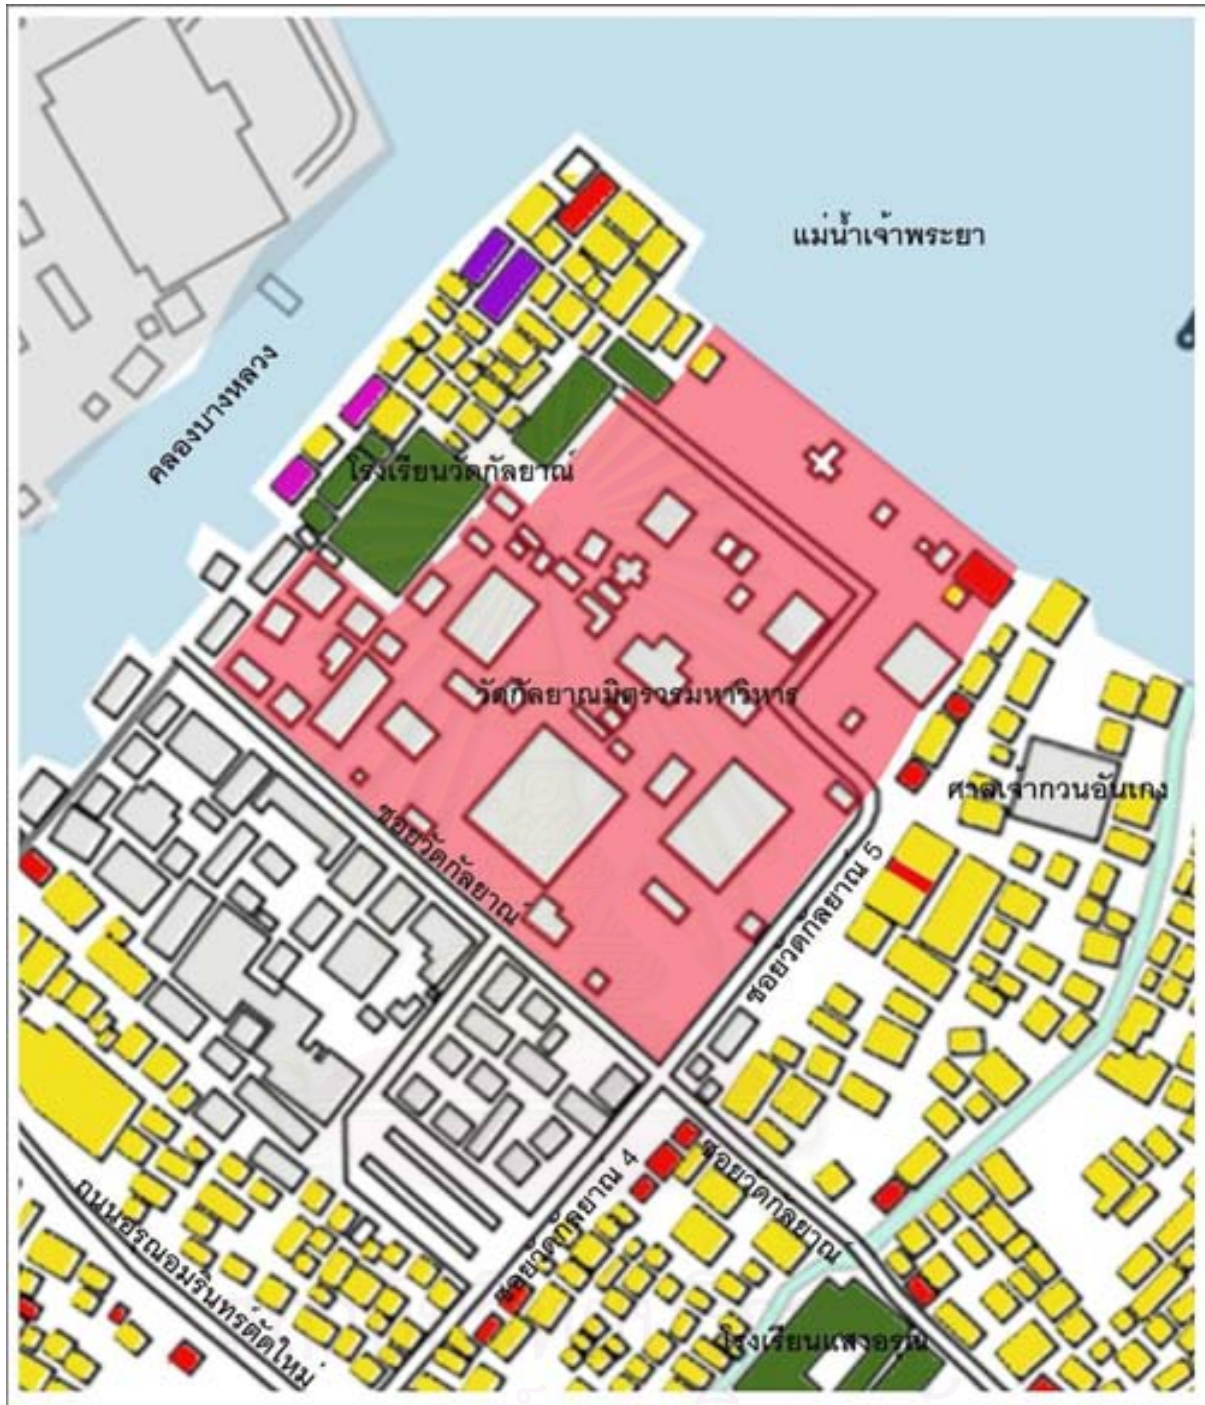 แม่น้ำเจ้าพระยา
คลองบางหลวง
โรงเรียนวัดกัลยาณ์
วัดกัลยาณมิตรวรมหาวิหาร
ศาลเจ้ากวนอันเกง
ซอยวัดกัลยาณ์
ซอยวัดกัลยาณ์ 5
ซอยวัดกัลยาณ์ 4
ซอยวัดกัลยาณ์
ถนนอรุณอมรินทร์ตัดใหม่
โรงเรียนแสงอรุณ